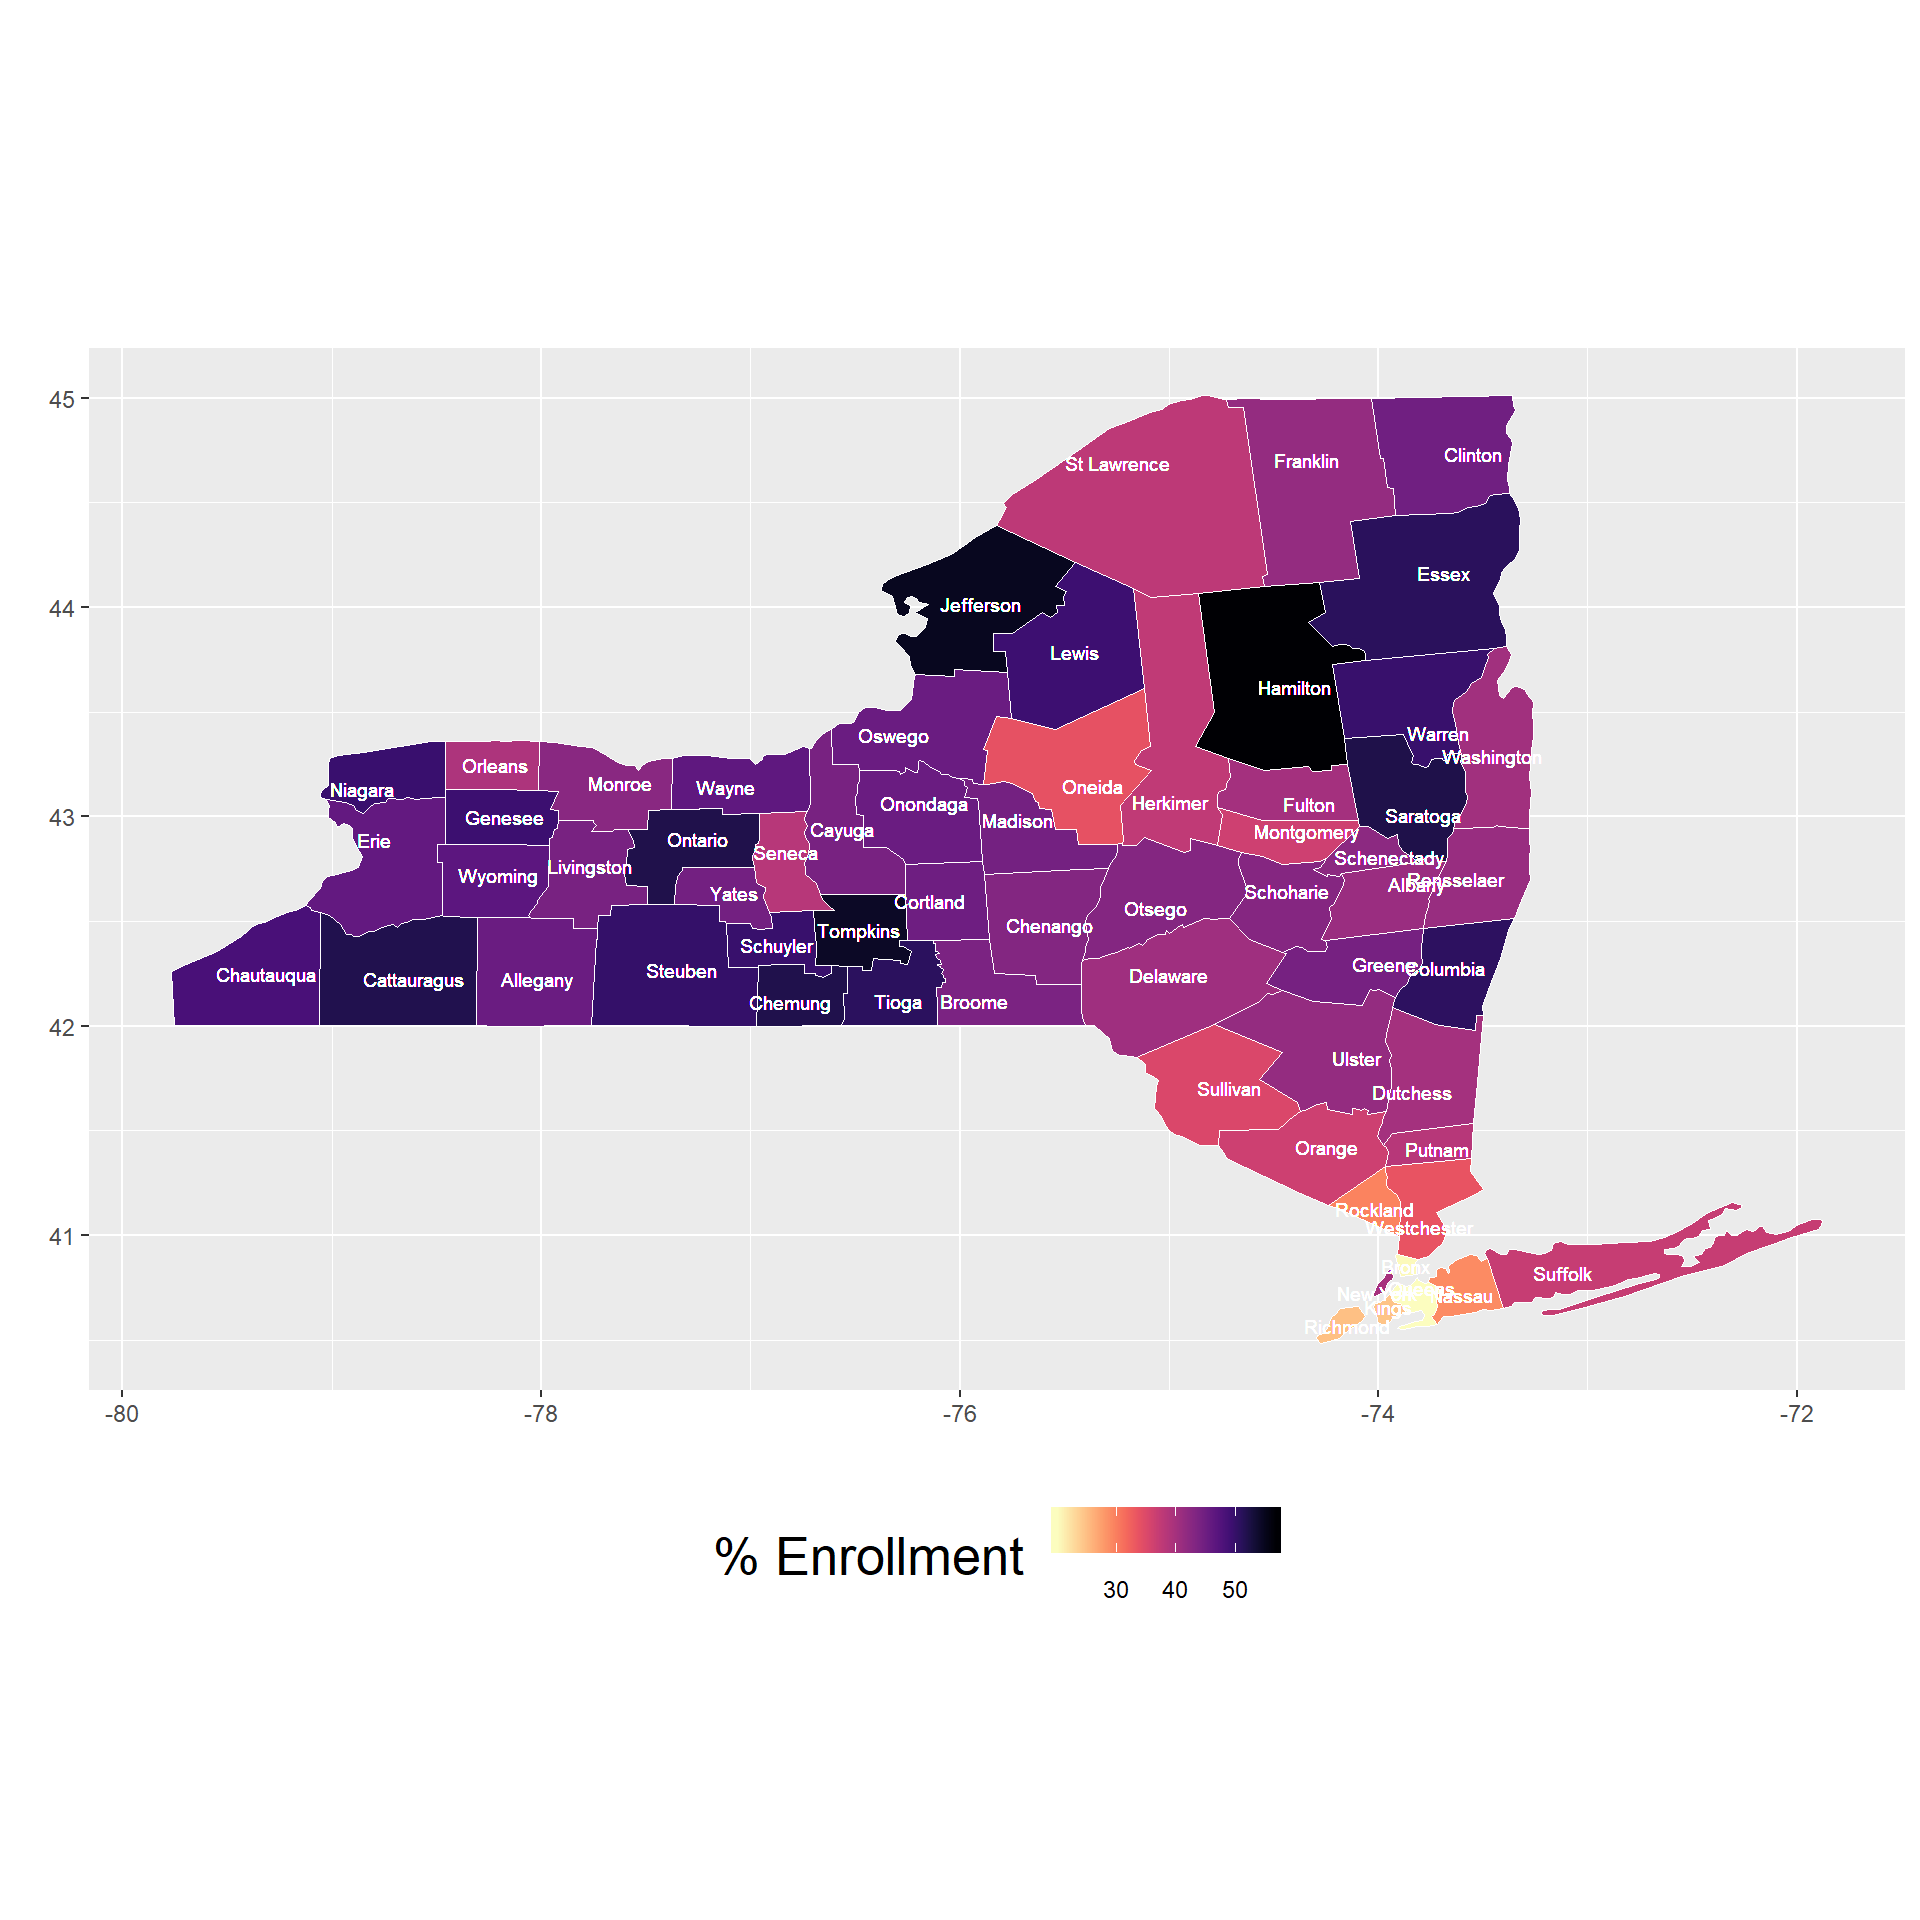 45
St Lawrence
Franklin
Clinton
Essex
44
Jefferson
Lewis
Hamilton
Warren
Washington
Oswego
Orleans
Monroe
Wayne
Niagara
Oneida
Herkimer
Fulton
43
Genesee
Onondaga
Madison
Saratoga
Erie
Ontario
Cayuga
Montgomery
Seneca
Schenectady
Livingston
Wyoming
Yates
Cortland
Otsego
Schoharie
Albany
Rensselaer
Tompkins
Chenango
Schuyler
Chautauqua
Cattauragus
Allegany
Steuben
Delaware
Greene
Columbia
Chemung
Tioga
Broome
42
Ulster
Sullivan
Dutchess
Orange
Putnam
Rockland
Westchester
41
Bronx
Suffolk
Queens
New York
Nassau
Kings
Richmond
-80
-78
-76
-74
-72
% Enrollment
30
40
50